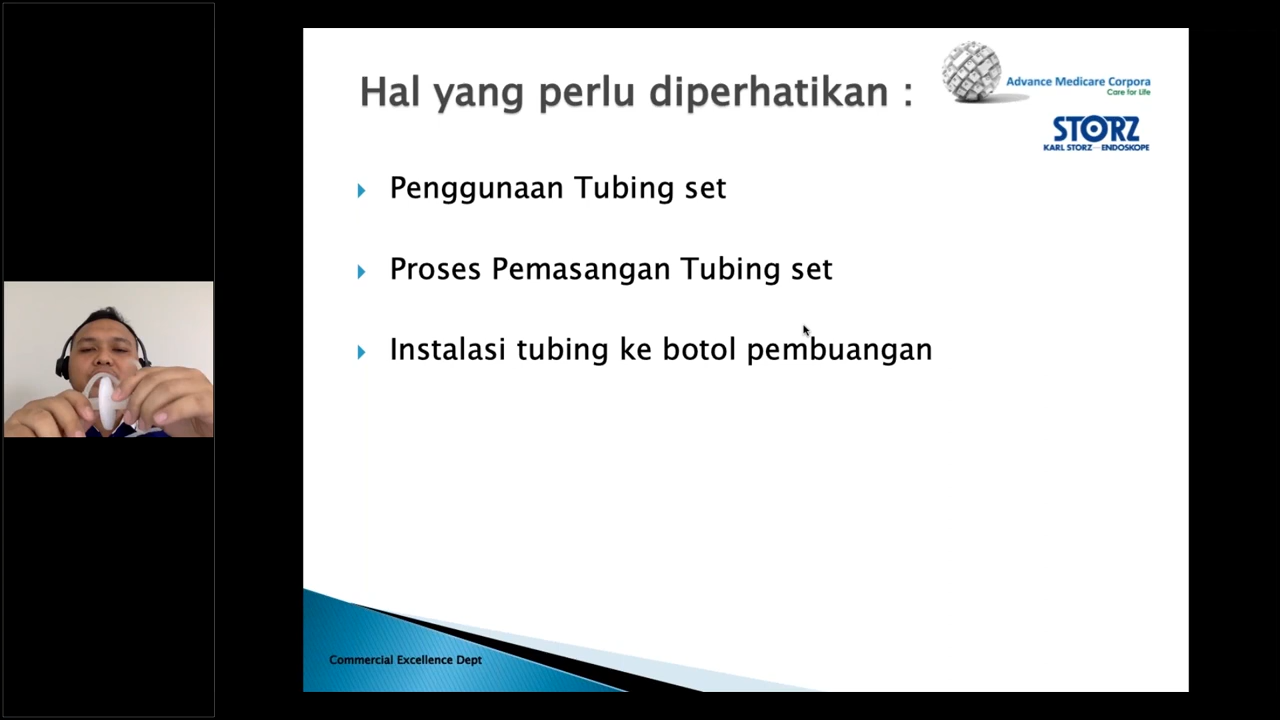 Hal yang perlu diperhatikan :
Advance Medicare Corpora
Care for Life
STORZ
KARL STORZ—ENDOSKOPE
Penggunaan Tubing set
Proses Pemasangan Tubing set
Instalasi tubing ke botol pembuangan
Commercial Excellence Dept